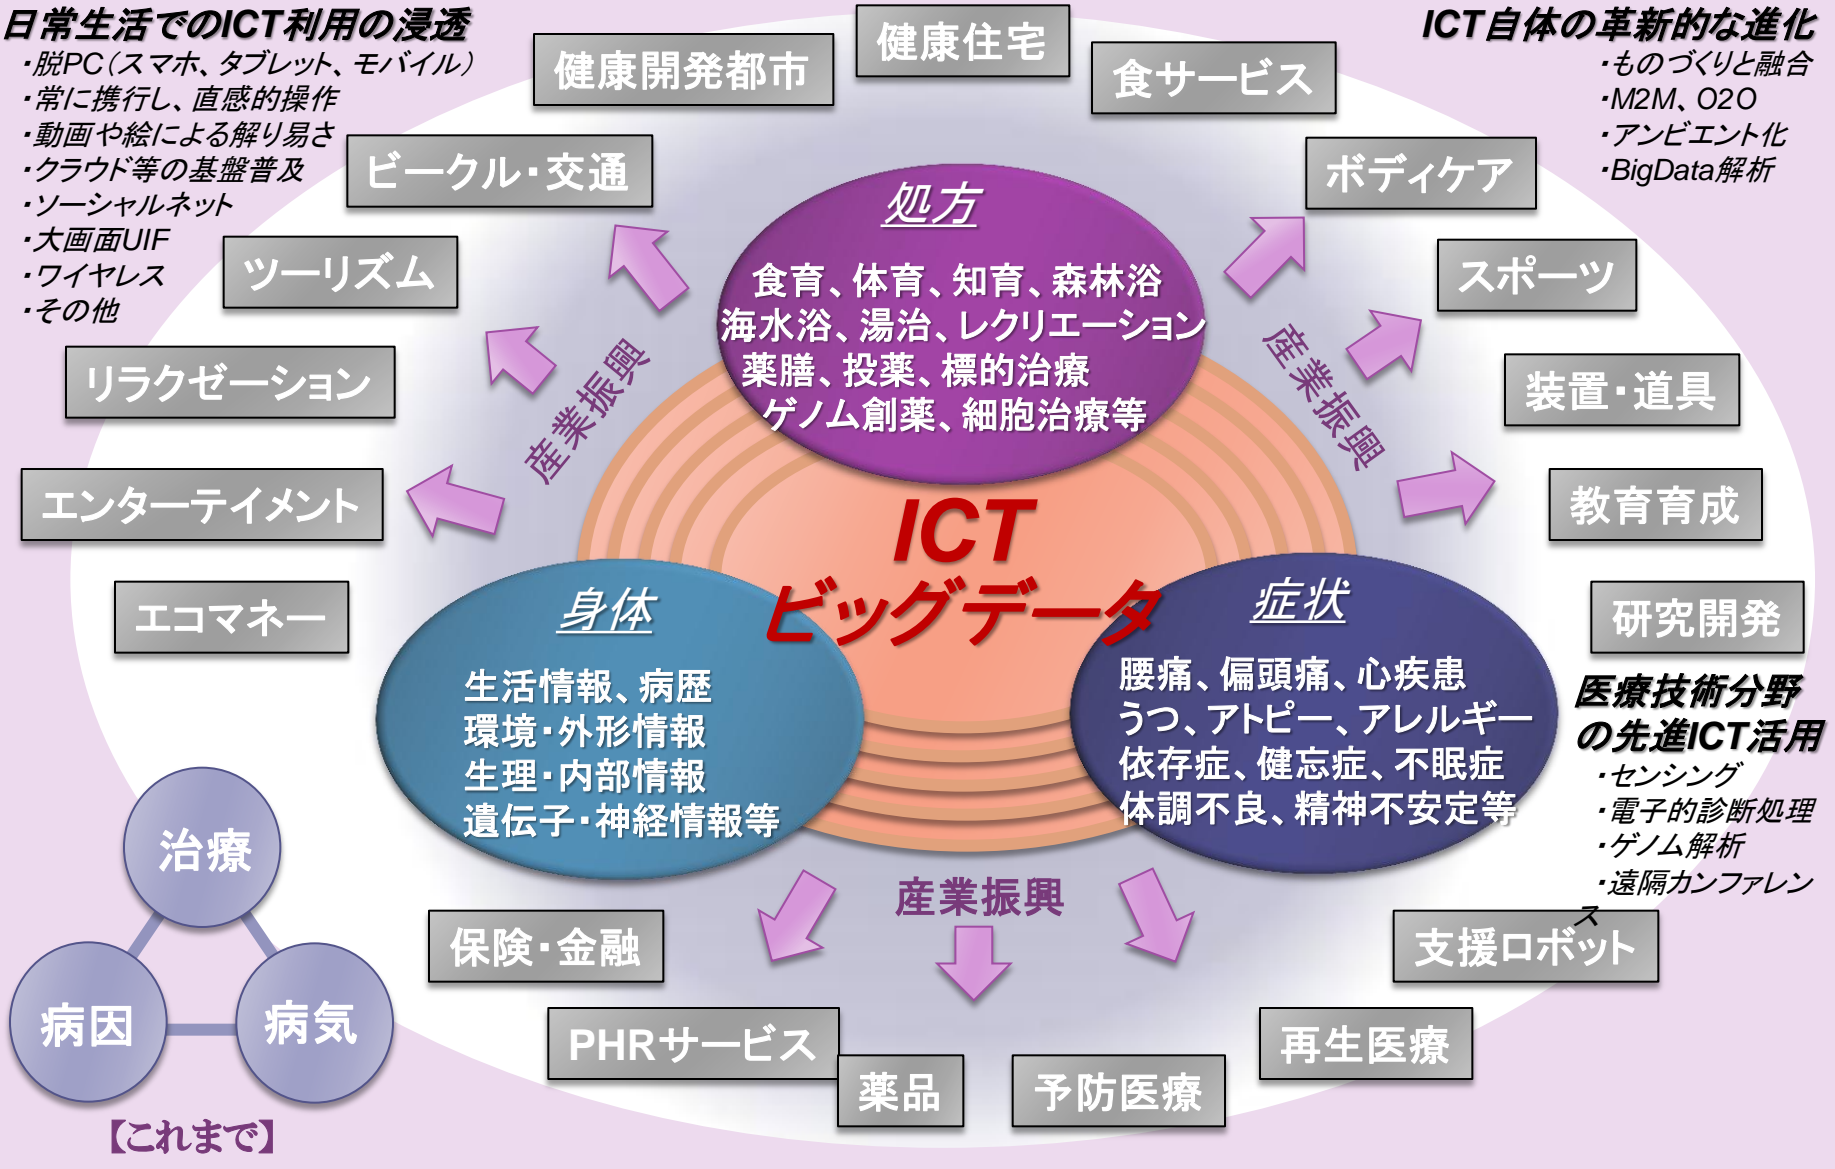 日常生活でのICT利用の浸透
・脱PC（スマホ、タブレット、モバイル）
・常に携行し、直感的操作
・動画や絵による解り易さ
・クラウド等の基盤普及
・ソーシャルネット
・大画面UIF
・ワイヤレス
・その他
ICT自体の革新的な進化
・ものづくりと融合
・M2M、O2O
・アンビエント化
・BigData解析
健康住宅
健康開発都市
食サービス
ビークル・交通
ボディケア
ツーリズム
スポーツ
リラクゼーション
装置・道具
エンターテイメント
教育育成
エコマネー
研究開発
処方
食育、体育、知育、森林浴
海水浴、湯治、レクリエーション
薬膳、投薬、標的治療
ゲノム創薬、細胞治療等
産業振興
産業振興
ICT
ビッグデータ
身体
生活情報、病歴
環境・外形情報
生理・内部情報
遺伝子・神経情報等
症状
腰痛、偏頭痛、心疾患
うつ、アトピー、アレルギー
依存症、健忘症、不眠症
体調不良、精神不安定等
医療技術分野
の先進ICT活用
・センシング
・電子的診断処理
・ゲノム解析
・遠隔カンファレン
ス
産業振興
保険・金融
支援ロボット
PHRサービス
再生医療
薬品
予防医療
治療
病因
病気
【これまで】